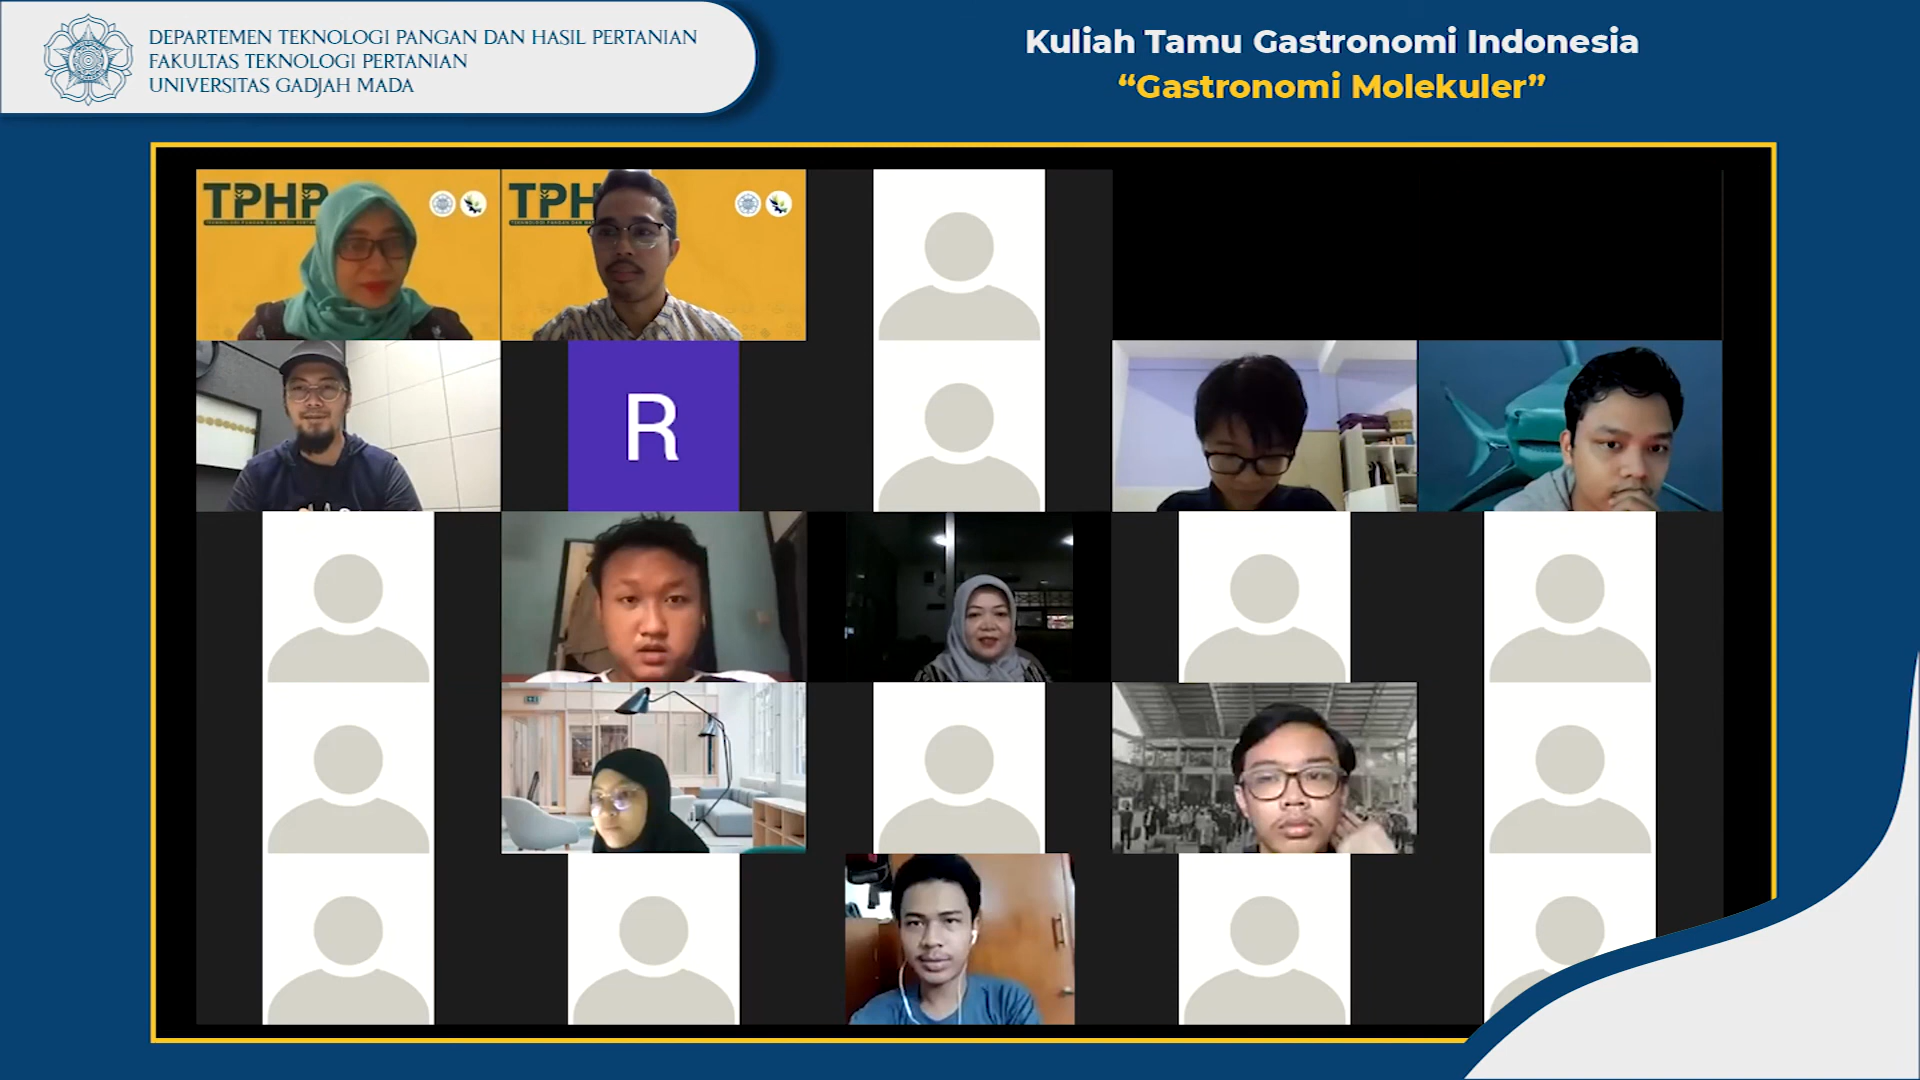 DEPARTEMEN TEKNOLOGI PANGAN DAN HASIL PERTANIAN
FAKULTAS TEKNOLOGI PERTANIAN
UNIVERSITAS GADJAH MADA
Kuliah Tamu Gastronomi Indonesia
“Gastronomi Molekuler”
TPHP
TPH
R